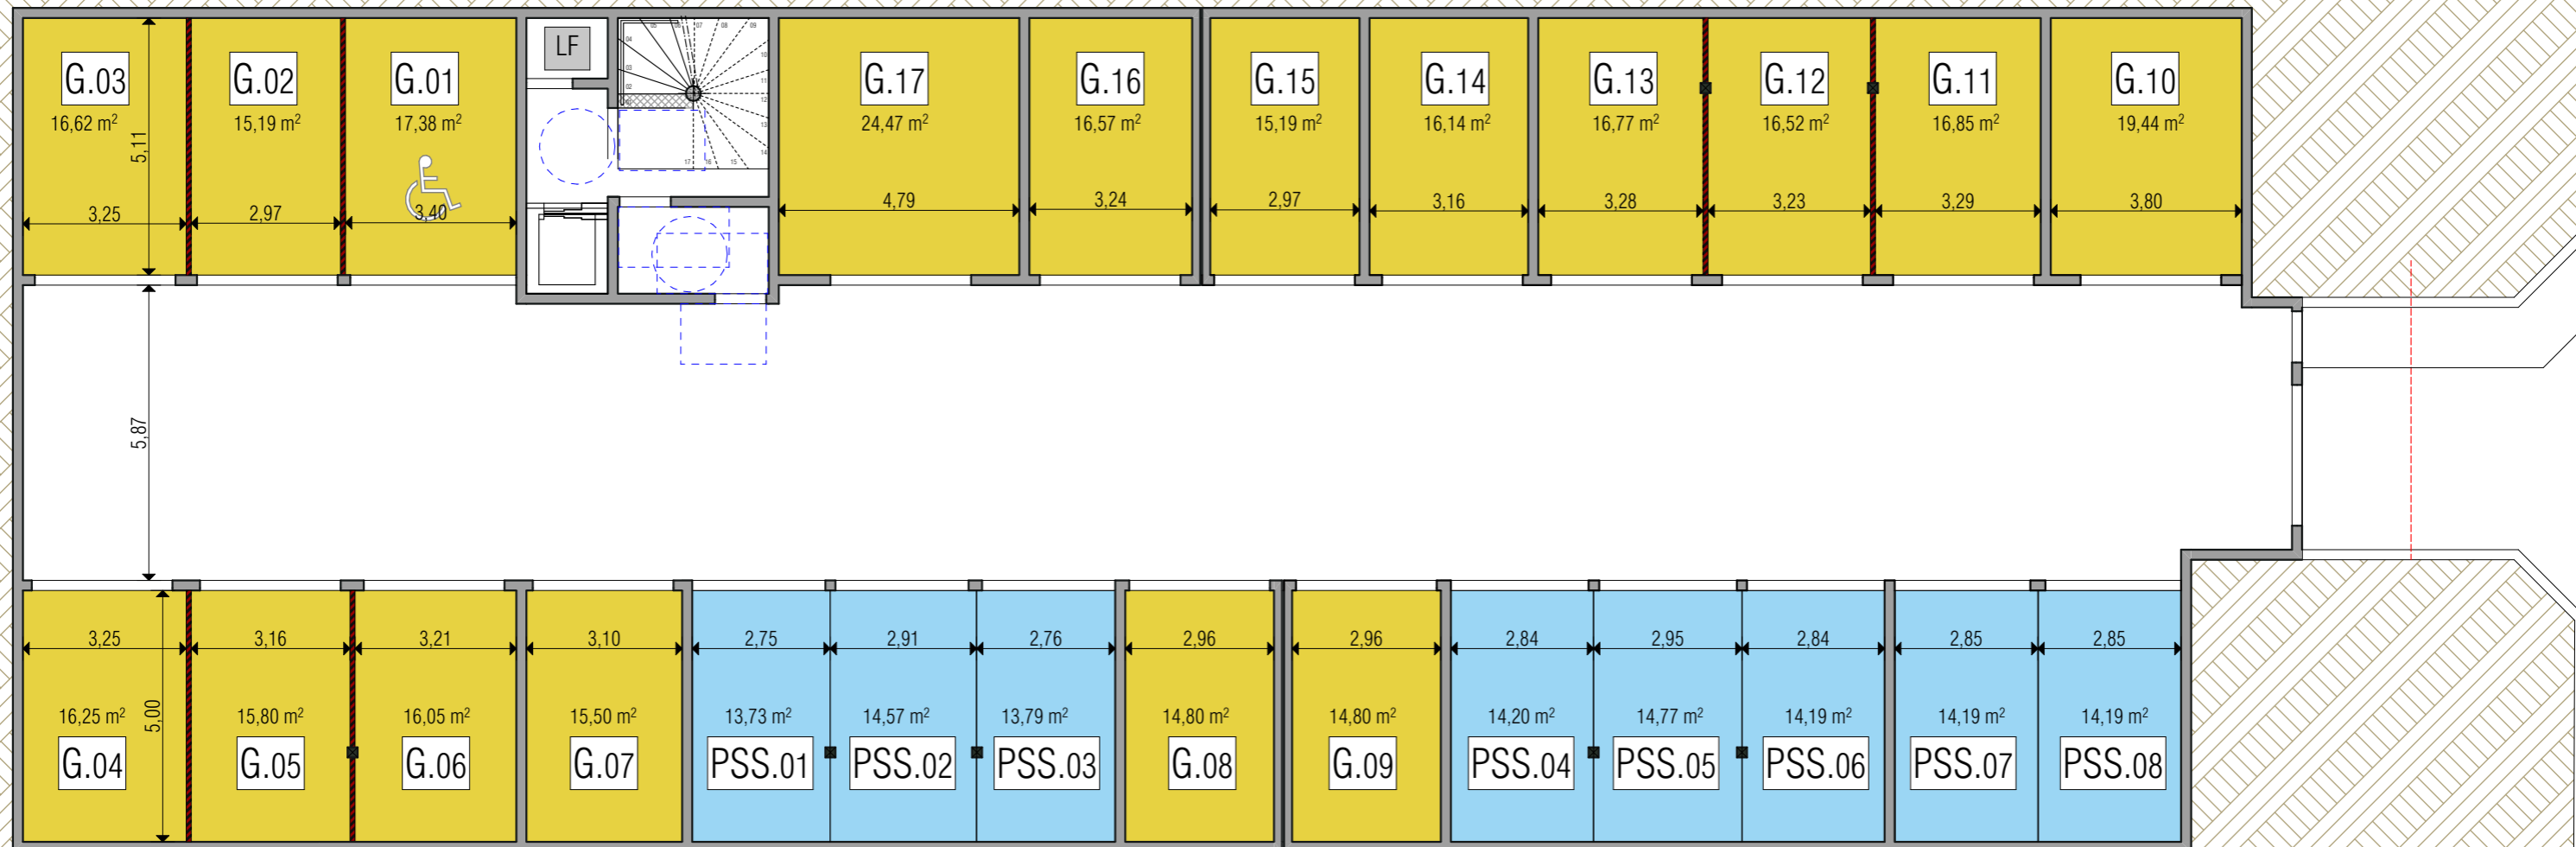 G.03
16,62 m²
5,11
3,25
G.02
15,19 m²
2,97
G.01
17,38 m²
3,40
LF
G.17
24,47 m²
4,79
G.16
16,57 m²
3,24
G.15
15,19 m²
2,97
G.14
16,14 m²
3,16
G.13
16,77 m²
3,28
G.12
16,52 m²
3,23
G.11
16,85 m²
3,29
G.10
19,44 m²
3,80
5,87
3,25
16,25 m²
G.04
5,00
3,16
15,80 m²
G.05
3,21
16,05 m²
G.06
3,10
15,50 m²
G.07
2,75
13,73 m²
PSS.01
2,91
14,57 m²
PSS.02
2,76
13,79 m²
PSS.03
2,96
14,80 m²
G.08
2,96
14,80 m²
G.09
2,84
14,20 m²
PSS.04
2,95
14,77 m²
PSS.05
2,84
14,19 m²
PSS.06
2,85
14,19 m²
PSS.07
2,85
14,19 m²
PSS.08